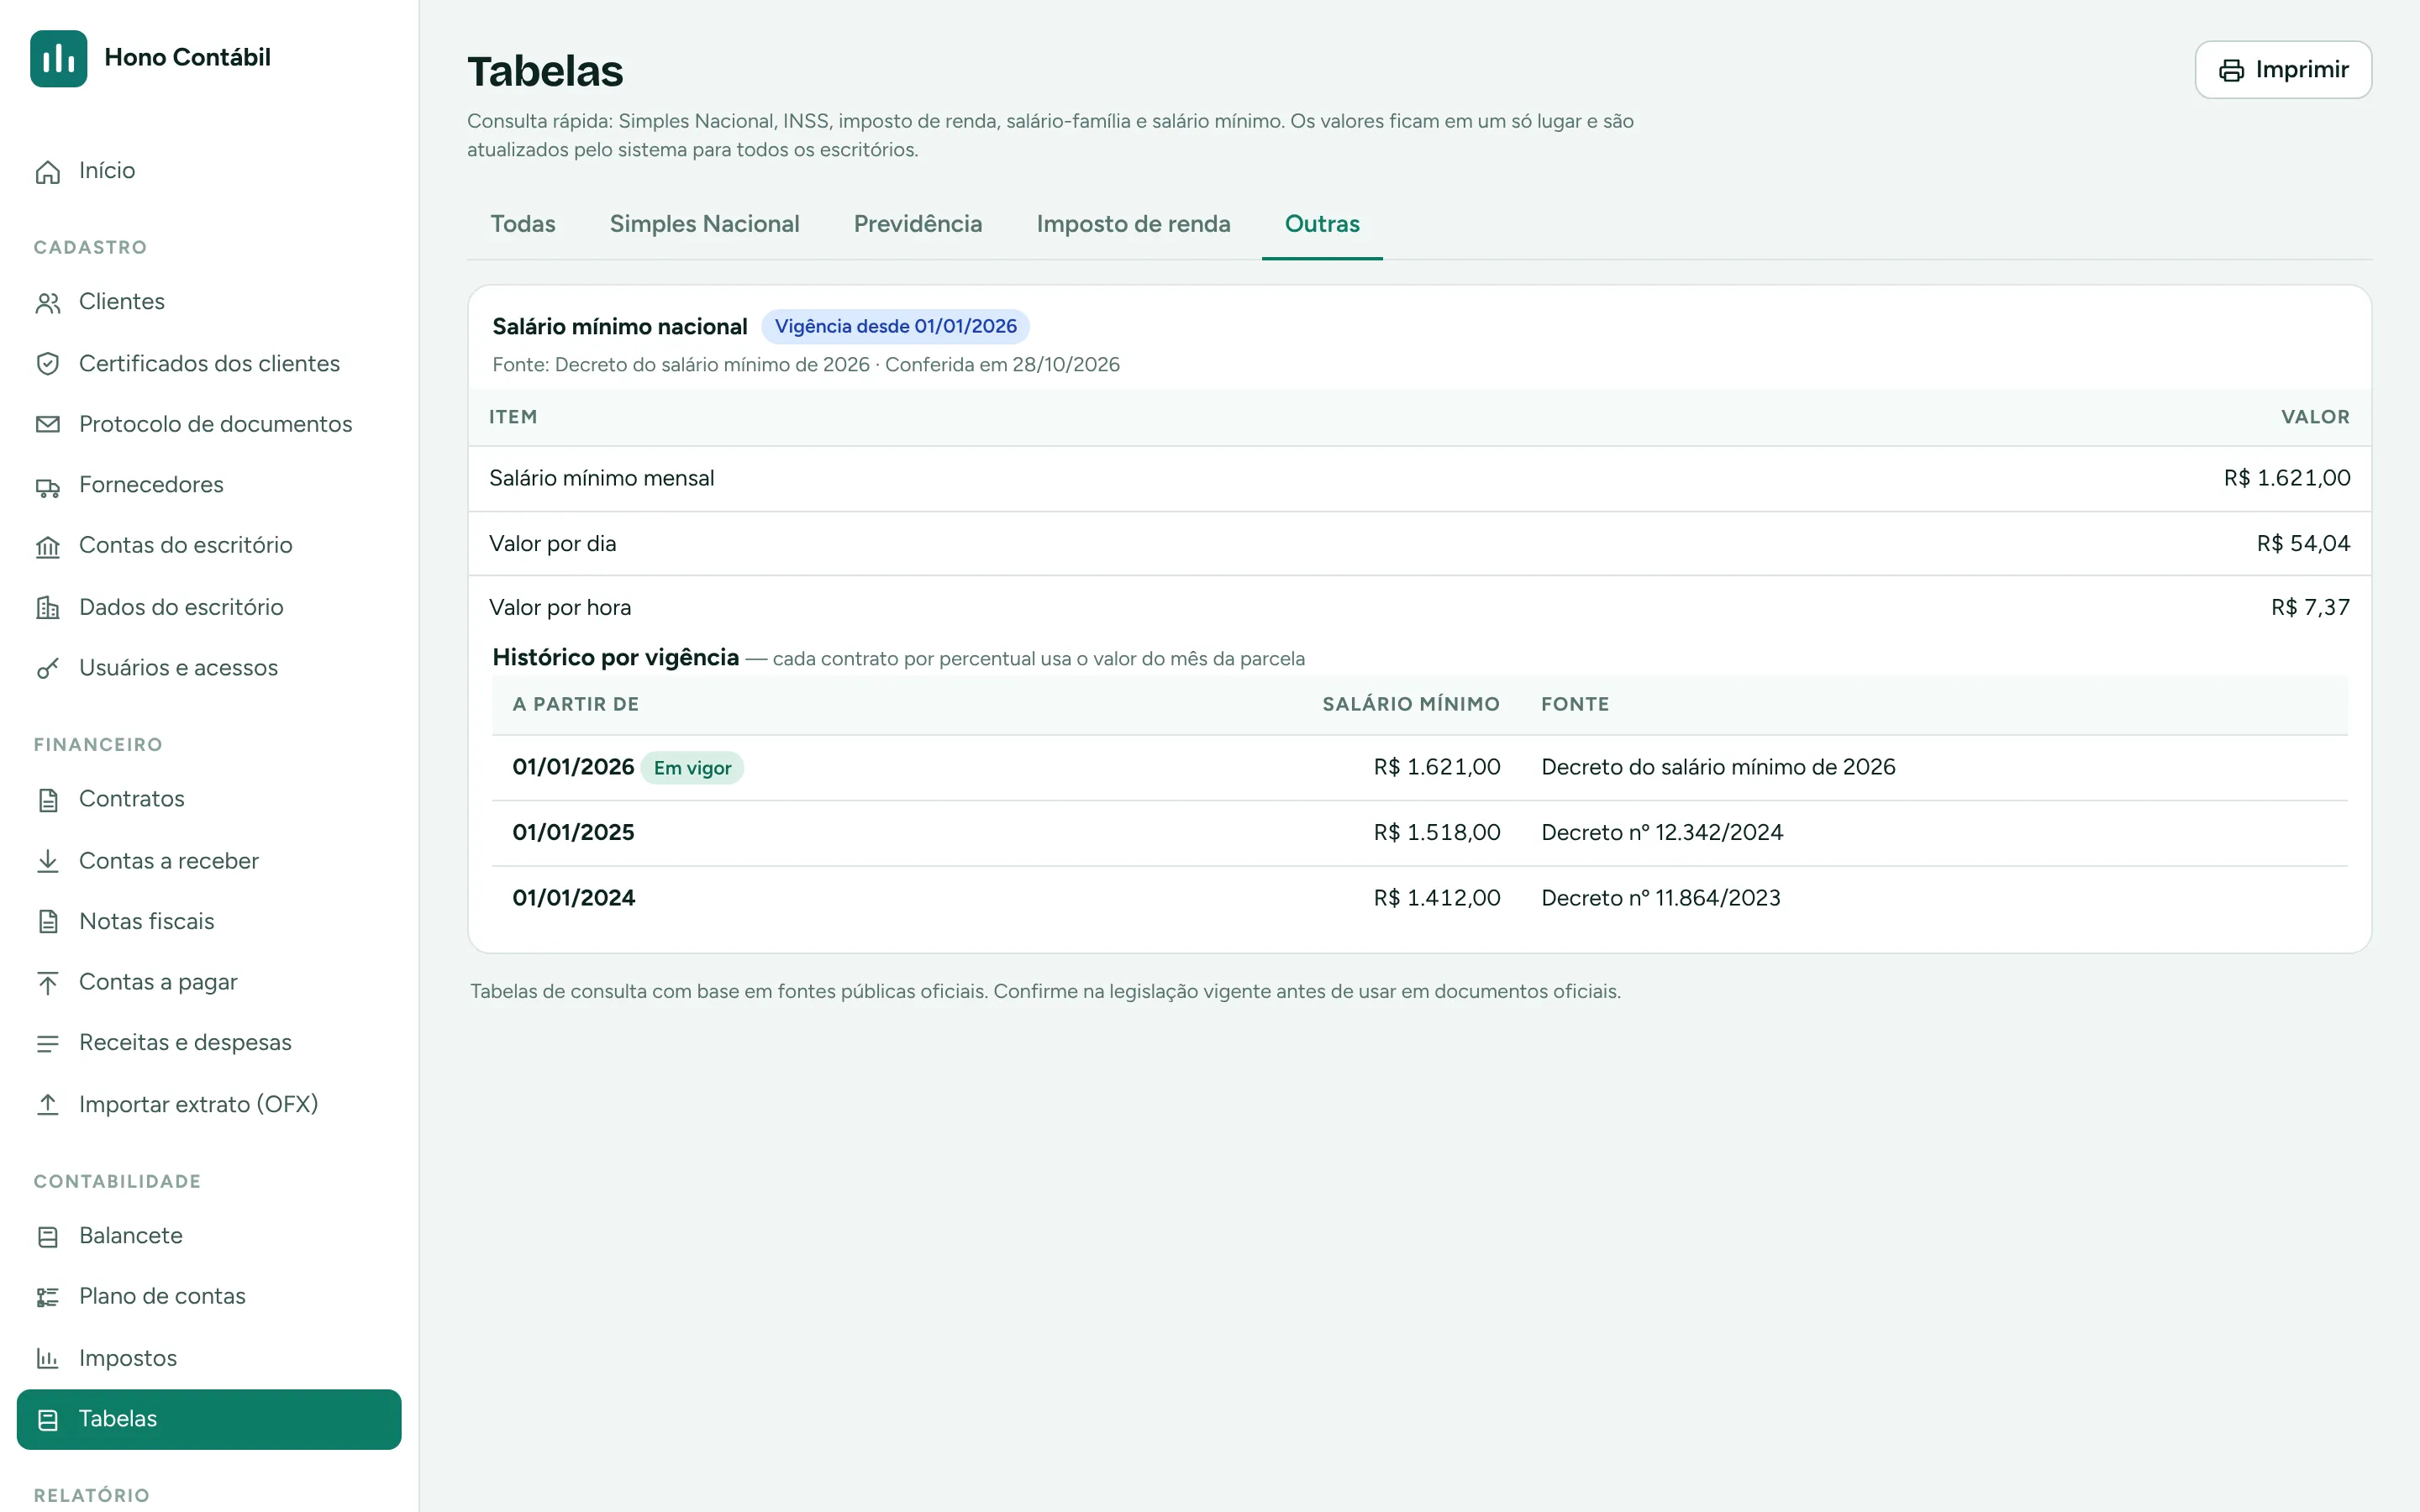 Hono Contábil
Início
CADASTRO
Clientes
Certificados dos clientes
Protocolo de documentos
Fornecedores
Contas do escritório
Dados do escritório
Usuários e acessos
FINANCEIRO
Contratos
Contas a receber
Notas fiscais
Contas a pagar
Receitas e despesas
Importar extrato (OFX)
CONTABILIDADE
Balancete
Plano de contas
Impostos
Tabelas
RELATÓRIO
Tabelas
Imprimir
Consulta rápida: Simples Nacional, INSS, imposto de renda, salário-família e salário mínimo. Os valores ficam em um só lugar e são
atualizados pelo sistema para todos os escritórios.
Todas Simples Nacional Previdência Imposto de renda Outras
Salário mínimo nacional Vigência desde 01/01/2026
Fonte: Decreto do salário mínimo de 2026 · Conferida em 28/10/2026
ITEM VALOR
Salário mínimo mensal R$ 1.621,00
Valor por dia R$ 54,04
Valor por hora R$ 7,37
Histórico por vigência — cada contrato por percentual usa o valor do mês da parcela
A PARTIR DE SALÁRIO MÍNIMO FONTE
01/01/2026 Em vigor R$ 1.621,00 Decreto do salário mínimo de 2026
01/01/2025 R$ 1.518,00 Decreto nº 12.342/2024
01/01/2024 R$ 1.412,00 Decreto nº 11.864/2023
Tabelas de consulta com base em fontes públicas oficiais. Confirme na legislação vigente antes de usar em documentos oficiais.